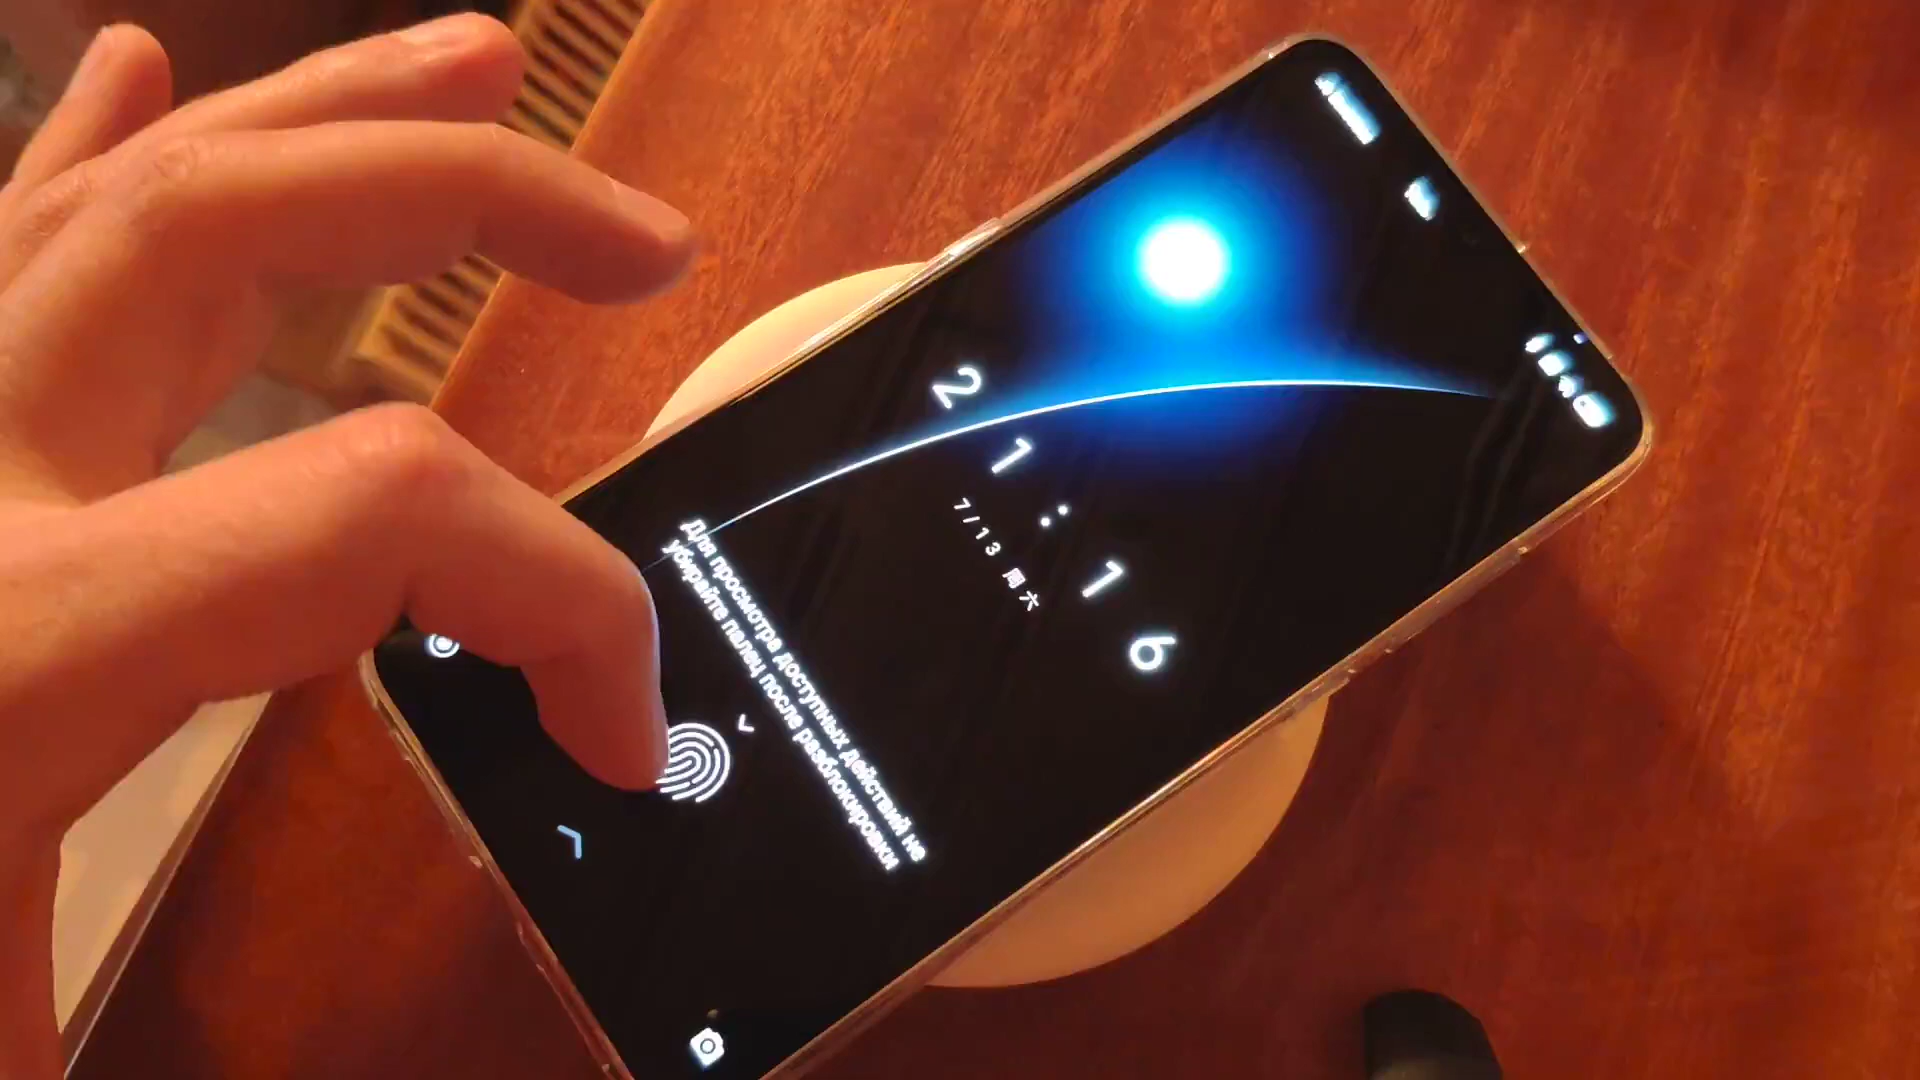 21:16
7/13 周六
Для просмотра доступных действий не
убирайте палец после разблокировки